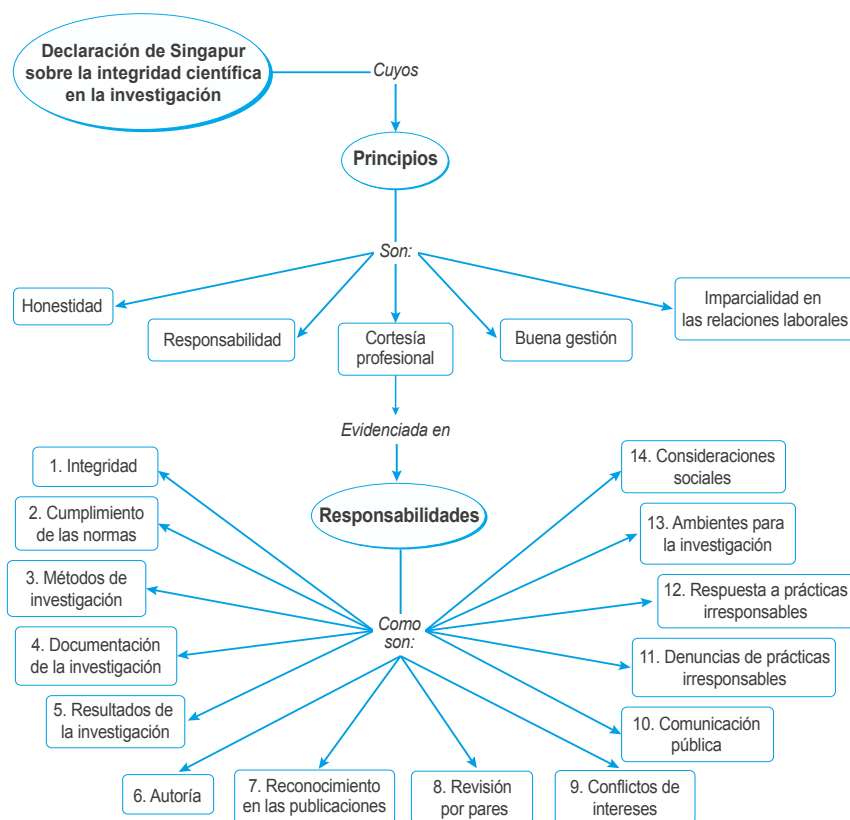 Declaración de Singapur
sobre la integridad científica
en la investigación
Cuyos
Principios
Son:
Honestidad
Responsabilidad
Cortesía
profesional
Buena gestión
Imparcialidad en
las relaciones laborales
Evidenciada en
Responsabilidades
Como
son:
1. Integridad
2. Cumplimiento
de las normas
3. Métodos de
investigación
4. Documentación
de la investigación
5. Resultados de
la investigación
6. Autoría
7. Reconocimiento
en las publicaciones
8. Revisión
por pares
9. Conflictos de
intereses
10. Comunicación
pública
11. Denuncias de prácticas
irresponsables
12. Respuesta a prácticas
irresponsables
13. Ambientes para
la investigación
14. Consideraciones
sociales